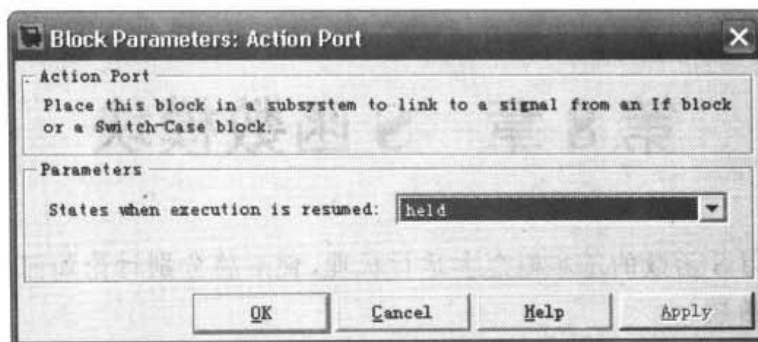 Block Parameters: Action Port
Action Port
Place this block in a subsystem to link to a signal from an If block
or a Switch-Case block.
Parameters
States when execution is resumed: held
OK Cancel Help Apply